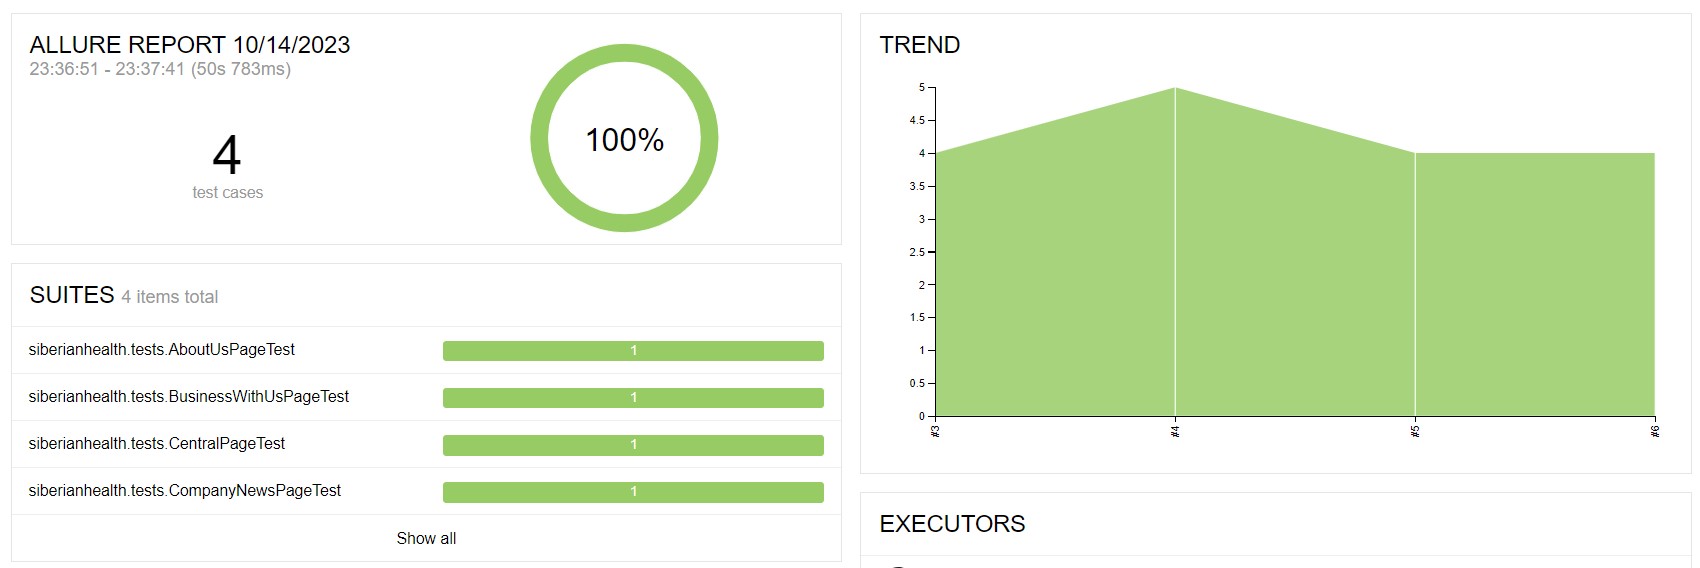 ALLURE REPORT 10/14/2023
23:36:51 - 23:37:41 (50s 783ms)
4
test cases
100%
SUITES 4 items total
siberianhealth.tests.AboutUsPageTest 1
siberianhealth.tests.BusinessWithUsPageTest 1
siberianhealth.tests.CentralPageTest 1
siberianhealth.tests.CompanyNewsPageTest 1
Show all
TREND
5
4.5
4
3.5
3
2.5
2
1.5
1
0.5
0
#3 #4 #5 #6
EXECUTORS